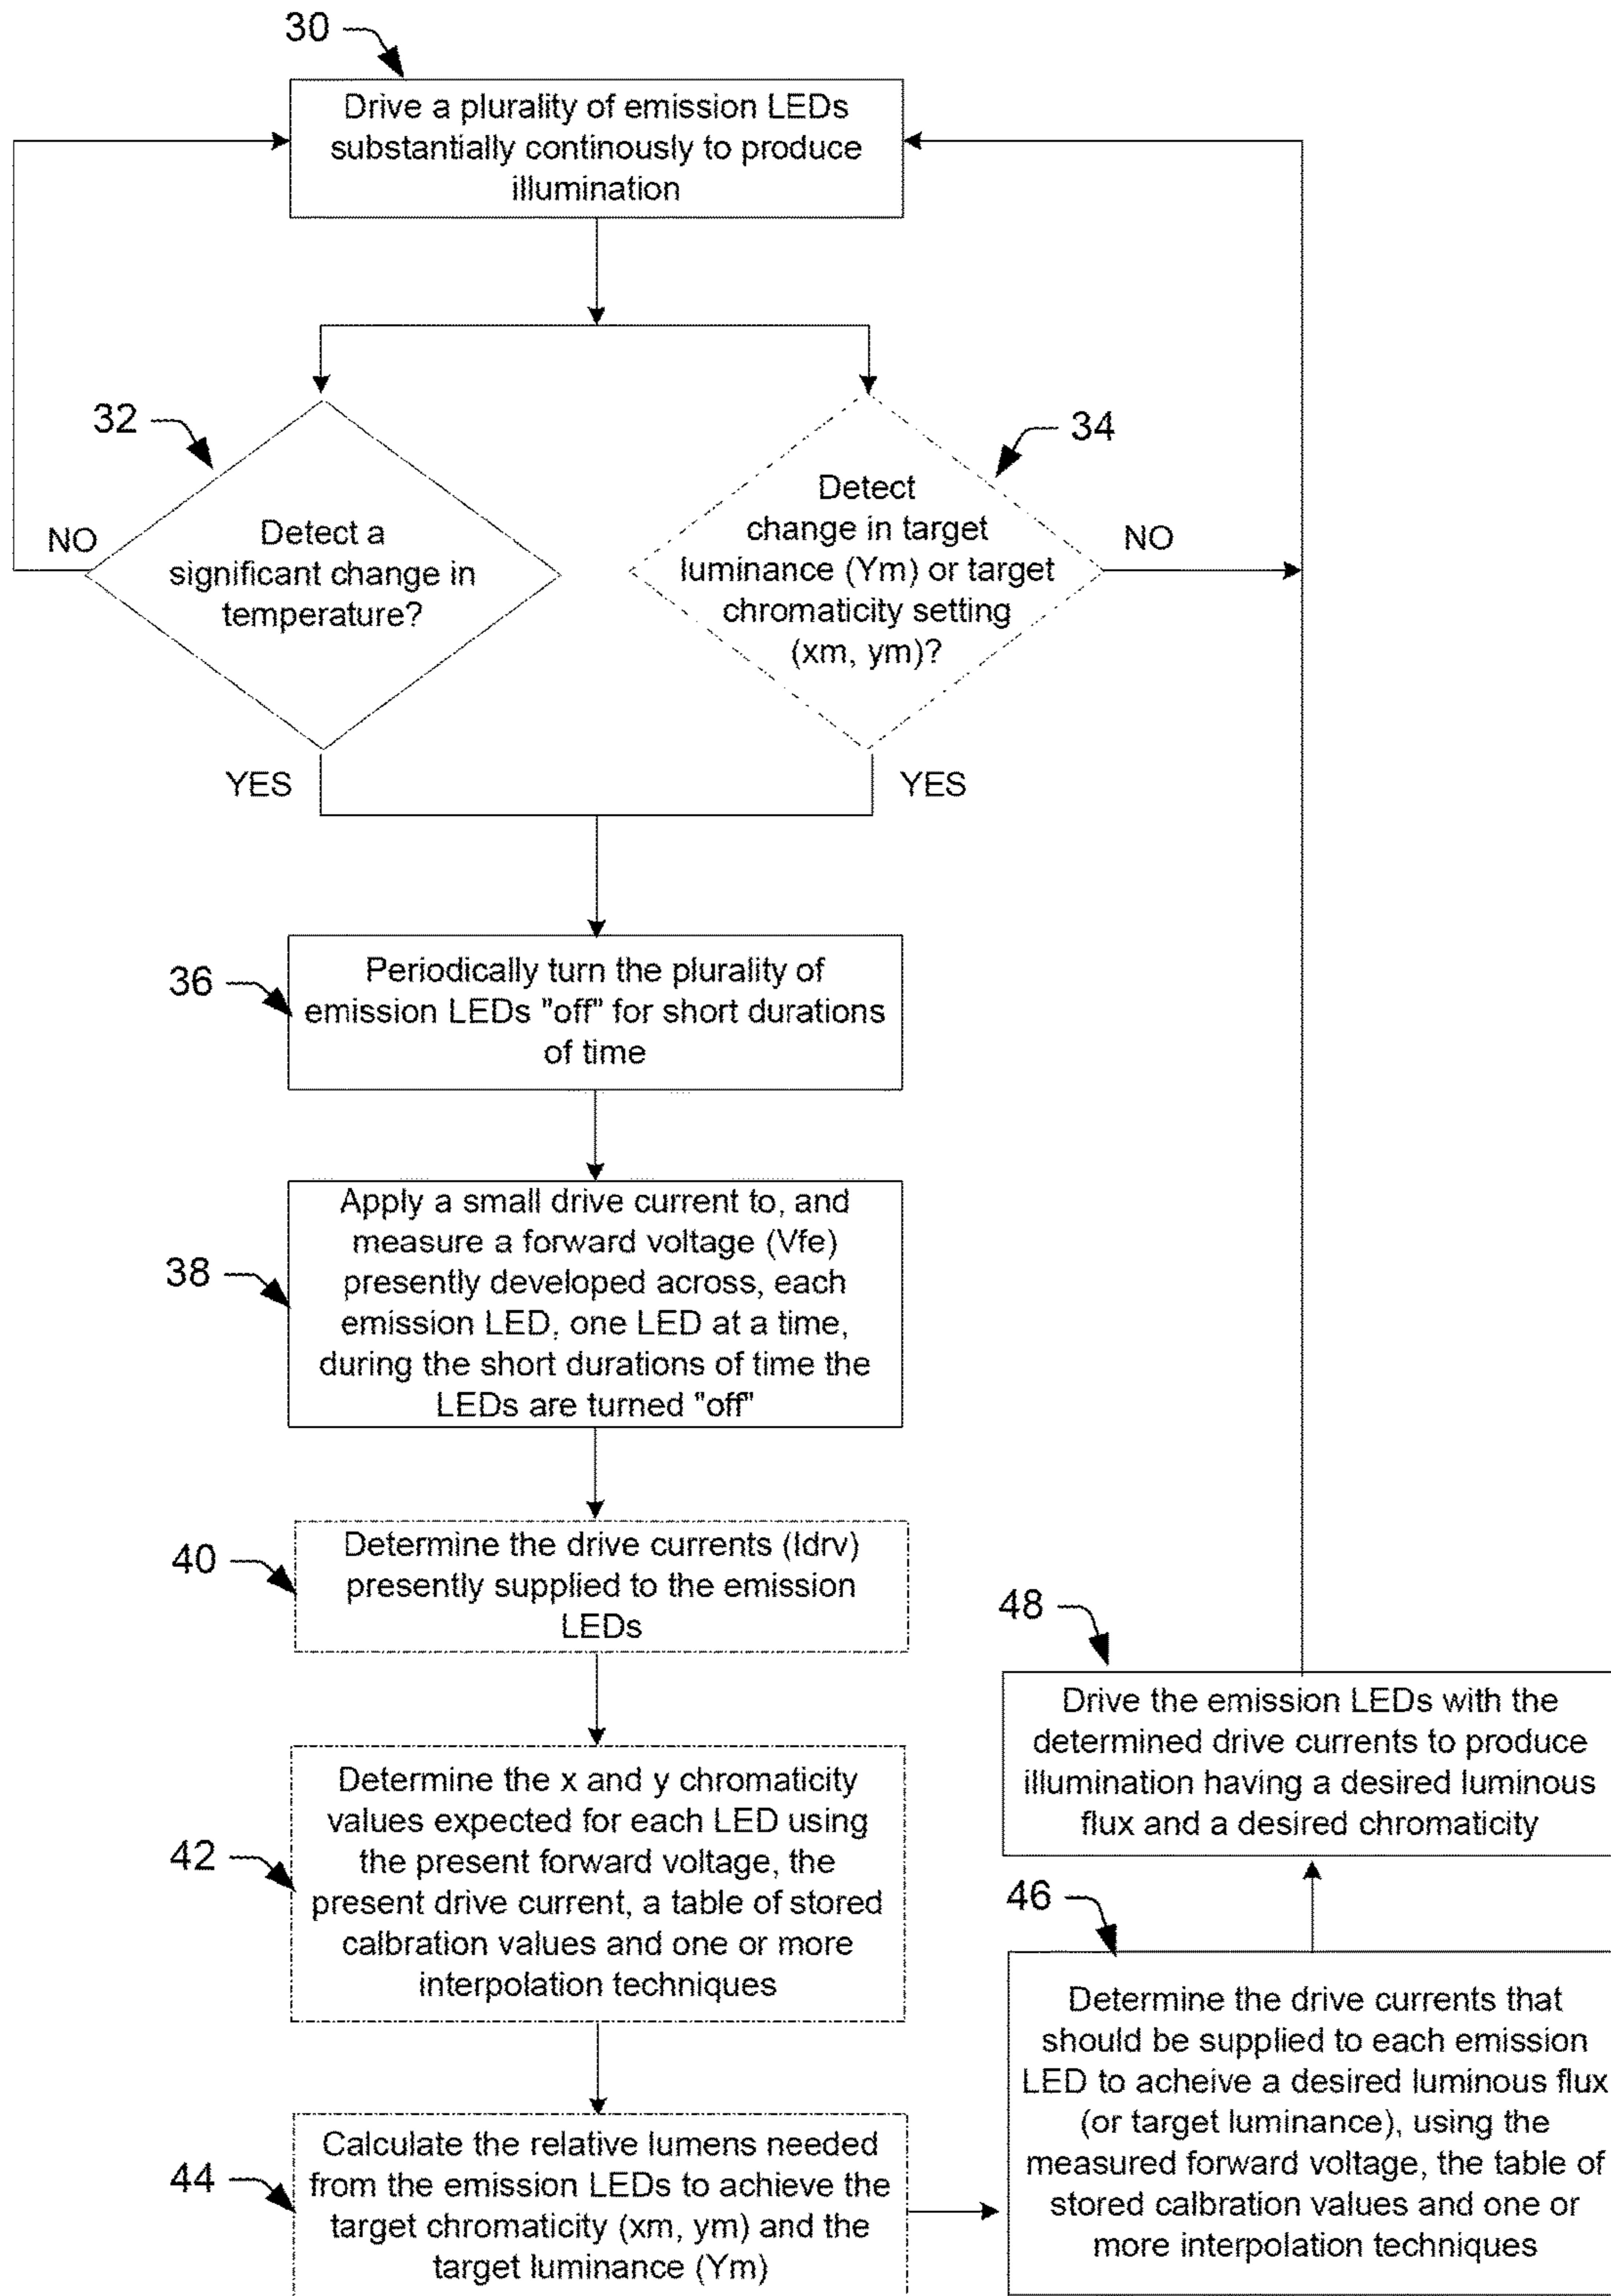 30
Drive a plurality of emission LEDs
substantially continously to produce
illumination
32
34
Detect a
significant change in
temperature?
NO
Detect
change in target
luminance (Ym) or target
chromaticity setting
(xm, ym)?
NO
YES
YES
36
Periodically turn the plurality of
emission LEDs "off" for short durations
of time
38
Apply a small drive current to, and
measure a forward voltage (Vfe)
presently developed across, each
emission LED, one LED at a time,
during the short durations of time the
LEDs are turned "off"
40
Determine the drive currents (Idrv)
presently supplied to the emission
LEDs
42
Determine the x and y chromaticity
values expected for each LED using
the present forward voltage, the
present drive current, a table of stored
calbration values and one or more
interpolation techniques
44
Calculate the relative lumens needed
from the emission LEDs to achieve the
target chromaticity (xm, ym) and the
target luminance (Ym)
46
Determine the drive currents that
should be supplied to each emission
LED to acheive a desired luminous flux
(or target luminance), using the
measured forward voltage, the table of
stored calbration values and one or
more interpolation techniques
48
Drive the emission LEDs with the
determined drive currents to produce
illumination having a desired luminous
flux and a desired chromaticity